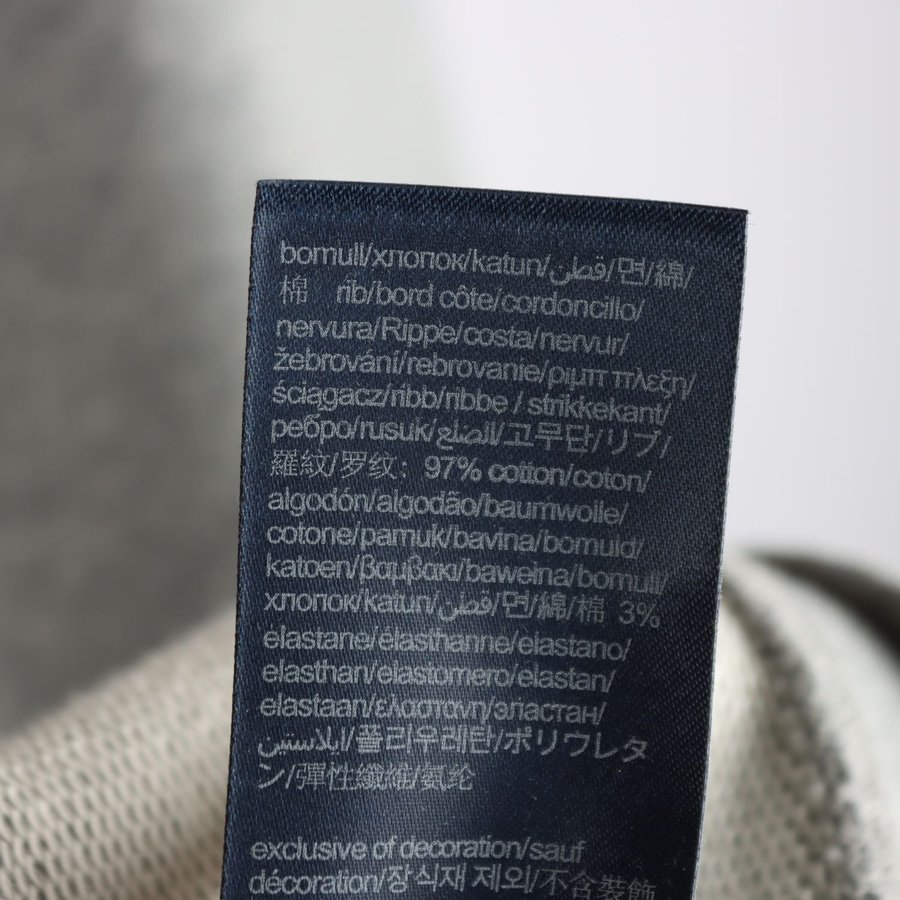 bomull/хлопок/katun/قطن/면/綿/
棉 rib/bord côte/cordoncillo/
nervura/Rippe/costa/nervur/
žebrování/rebrovanie/ριμπ πλεξη/
ściągacz/ribb/ribbe / strikkekant/
ребро/rusuk/الضلع/고무단/リブ/
羅紋/罗纹: 97% cotton/coton/
algodón/algodão/baumwolle/
cotone/pamuk/bavlna/bomuld/
katoen/βαμβακι/bawełna/bomull/
хлопок/katun/قطن/면/綿/棉 3%
elastane/élasthanne/elastano/
elasthan/elastomero/elastan/
elastaan/ελαστανη/эластан/
ايلاستين/폴리우레탄/ポリウレタ
ン/彈性纖維/氨纶
exclusive of decoration/sauf
décoration/장식재 제외/不含裝飾